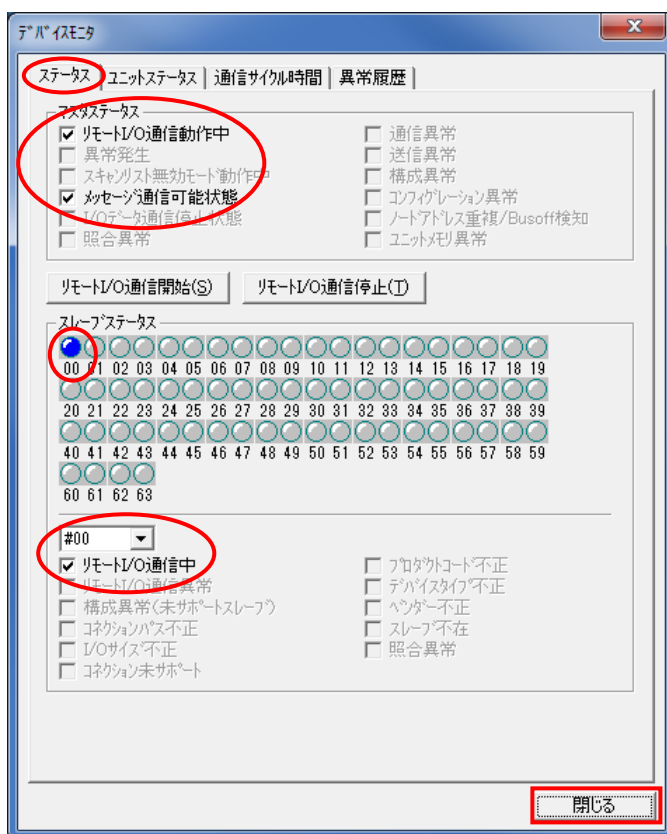 デバイスモニタ
ステータス ユニットステータス 通信サイクル時間 異常履歴
マスタステータス
リモートI/O通信動作中 通信異常
異常発生 送信異常
スキャンリスト無効モード動作中 構成異常
メッセージ通信可能状態 コンフィグレーション異常
I/Oデータ通信停止状態 ノードアドレス重複/Busoff検知
照合異常 ユニットメモリ異常
リモートI/O通信開始(S) リモートI/O通信停止(T)
スレーブステータス
00 01 02 03 04 05 06 07 08 09 10 11 12 13 14 15 16 17 18 19
20 21 22 23 24 25 26 27 28 29 30 31 32 33 34 35 36 37 38 39
40 41 42 43 44 45 46 47 48 49 50 51 52 53 54 55 56 57 58 59
60 61 62 63
#00
リモートI/O通信中 プロダクトコード不正
リモートI/O通信異常 デバイスタイプ不正
構成異常(未サポートスレーブ) ベンダー不正
コネクションパス不正 スレーブ不在
I/Oサイズ不正 照合異常
コネクション未サポート
閉じる